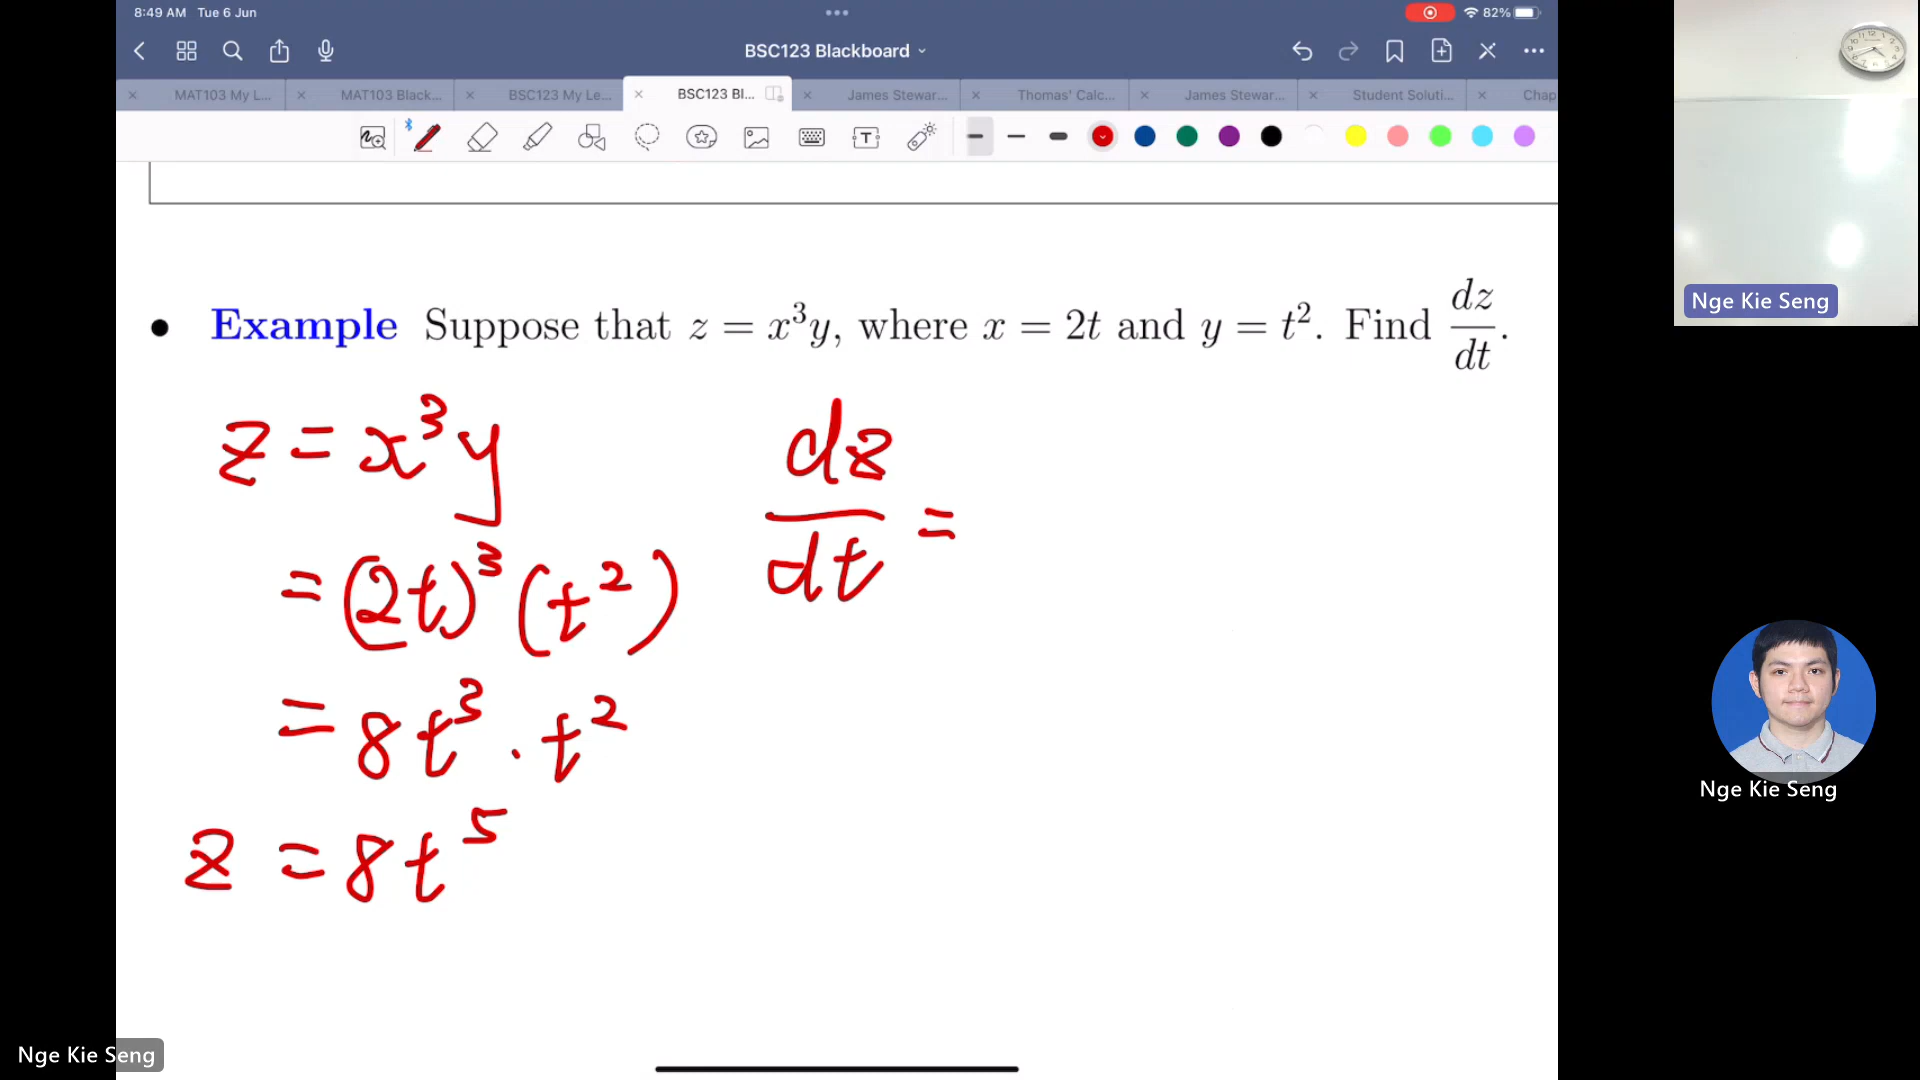 8:49 AM Tue 6 Jun
82%
BSC123 Blackboard
MAT103 My L...
MAT103 Black...
BSC123 My Le...
BSC123 Bl...
James Stewar...
Thomas' Calc...
James Stewar...
Student Soluti...
Chap
• Example Suppose that z = x³y, where x = 2t and y = t². Find dz/dt.
z = x³y
= (2t)³(t²)
= 8t³ · t²
z = 8t⁵
dz/dt =
Nge Kie Seng
Nge Kie Seng
Nge Kie Seng